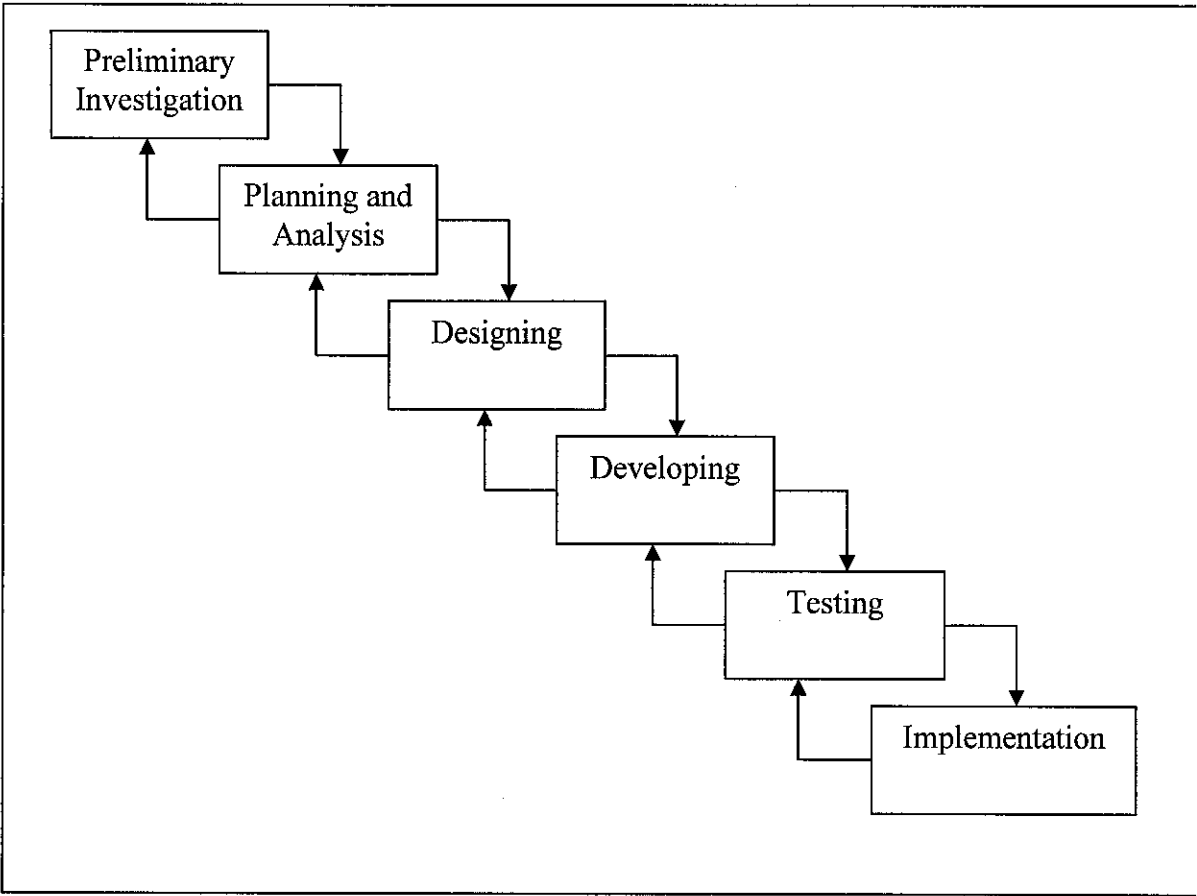 Preliminary
Investigation
Planning and
Analysis
Designing
Developing
Testing
Implementation